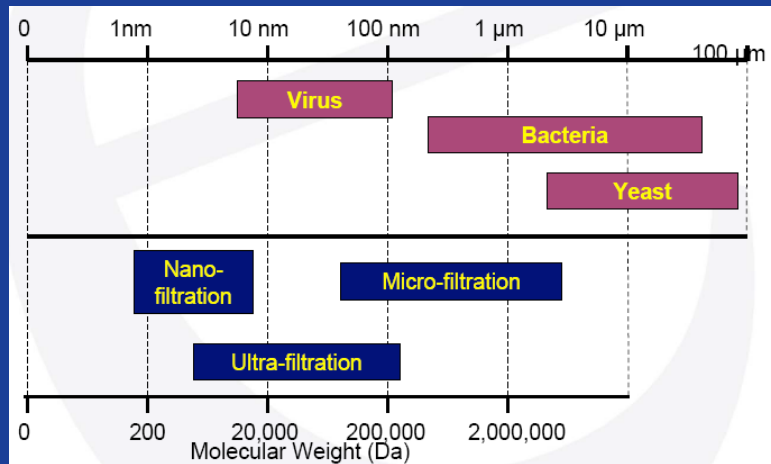 0 1nm 10 nm 100 nm 1 µm 10 µm 100 µm
Virus
Bacteria
Yeast
Nano-
filtration
Micro-filtration
Ultra-filtration
0 200 20,000 200,000 2,000,000
Molecular Weight (Da)